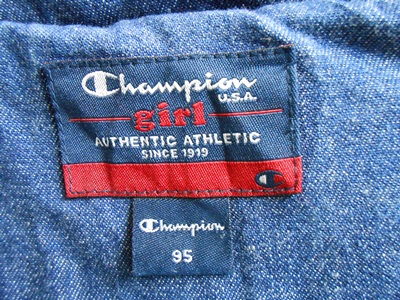 Champion
U.S.A.
girl
AUTHENTIC ATHLETIC
SINCE 1919
Champion
95